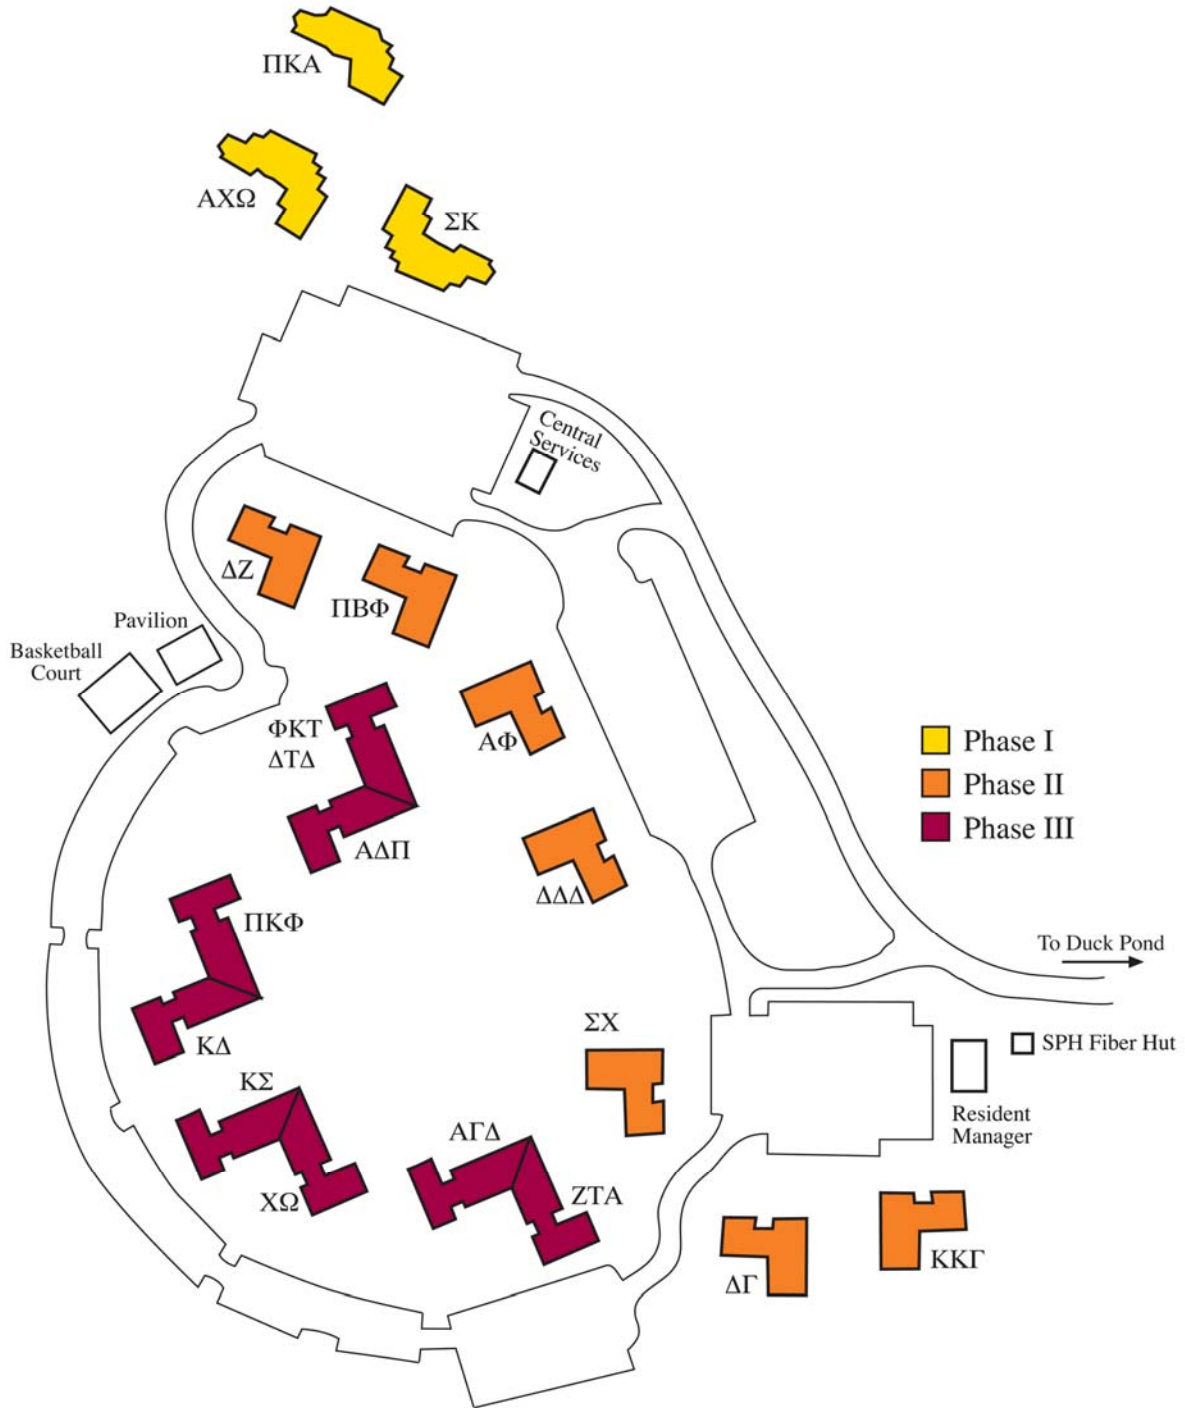 ΠΚΑ
ΑΧΩ
ΣΚ
Central
Services
ΔΖ
ΠΒΦ
Pavilion
Basketball
Court
ΦΚΤ
ΔΤΔ
ΑΦ
Phase I
Phase II
Phase III
ΑΔΠ
ΔΔΔ
ΠΚΦ
To Duck Pond
ΣΧ
ΚΔ
SPH Fiber Hut
ΚΣ
Resident
Manager
ΑΓΔ
ΧΩ
ΖΤΑ
ΔΓ
ΚΚΓ